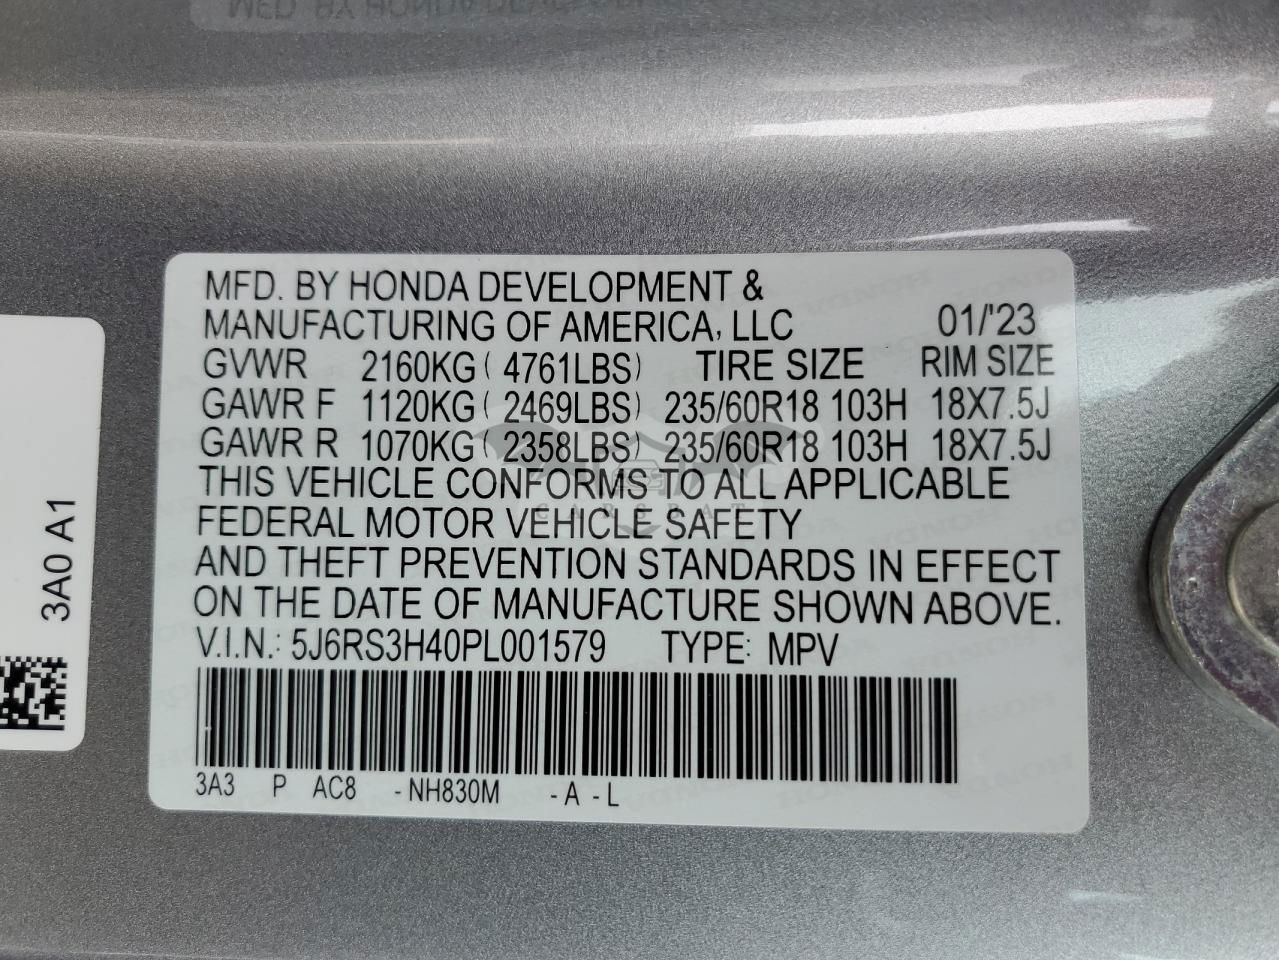 MFD. BY HONDA DEVELOPMENT &
MANUFACTURING OF AMERICA, LLC 01/'23
GVWR 2160KG ( 4761LBS) TIRE SIZE RIM SIZE
GAWR F 1120KG ( 2469LBS) 235/60R18 103H 18X7.5J
GAWR R 1070KG ( 2358LBS) 235/60R18 103H 18X7.5J
THIS VEHICLE CONFORMS TO ALL APPLICABLE
FEDERAL MOTOR VEHICLE SAFETY
AND THEFT PREVENTION STANDARDS IN EFFECT
ON THE DATE OF MANUFACTURE SHOWN ABOVE.
V.I.N.: 5J6RS3H40PL001579 TYPE: MPV
3A3 P AC8 -NH830M -A -L
3A0 A1
CARSBAT